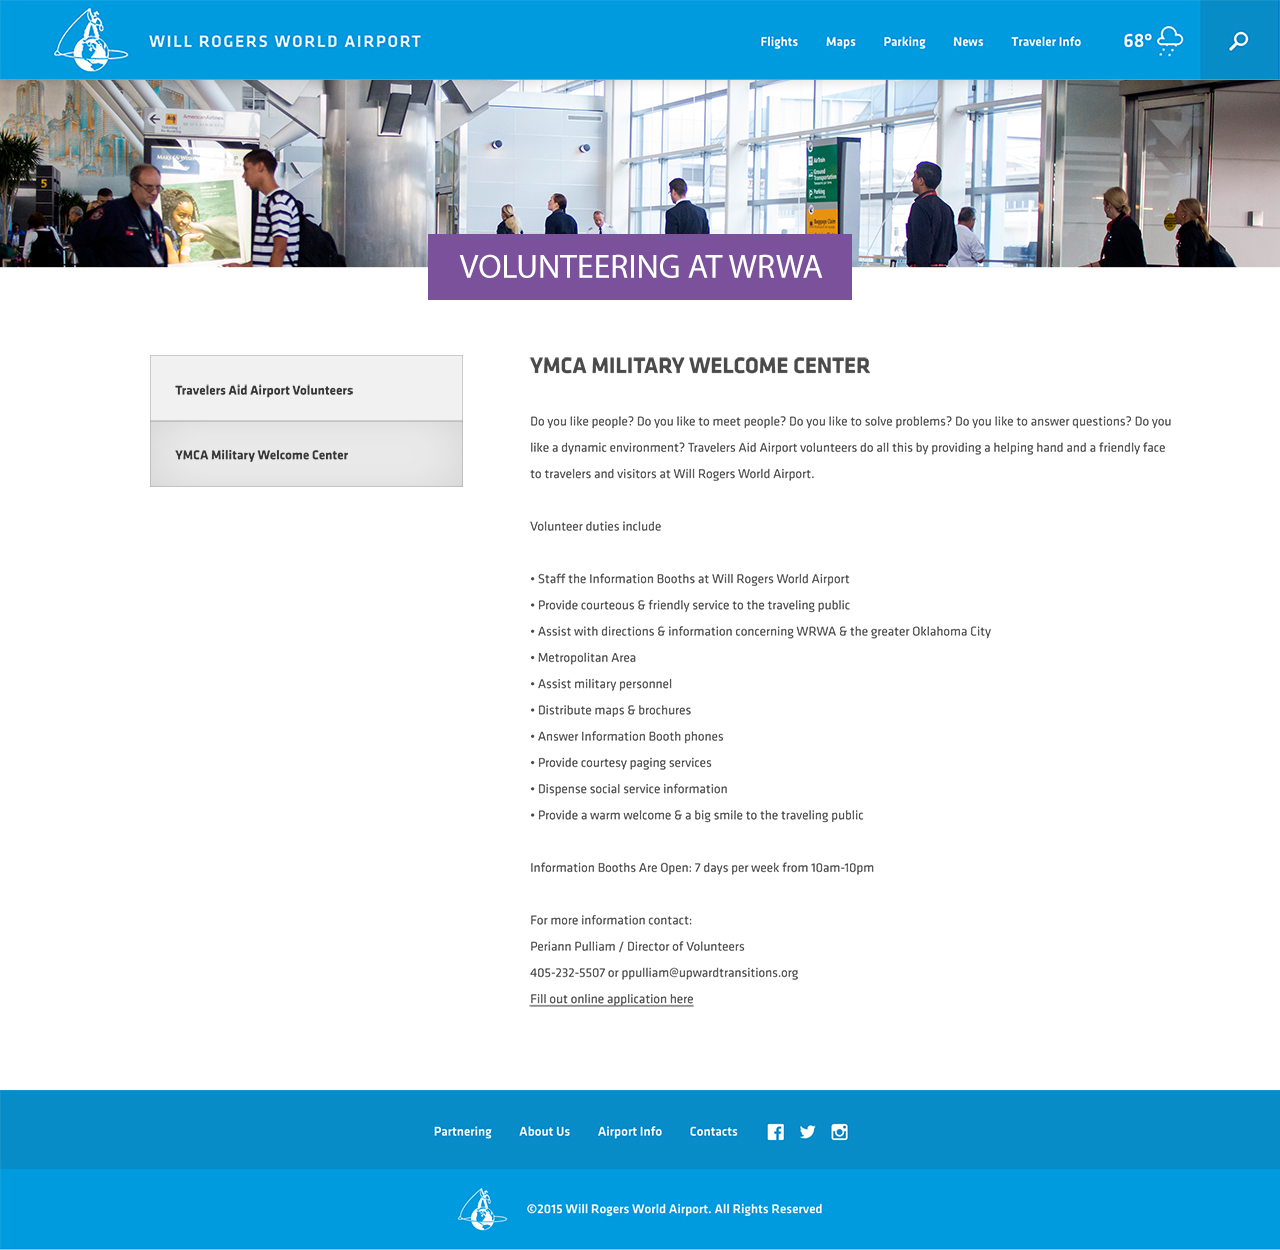 WILL ROGERS WORLD AIRPORT
Flights Maps Parking News Traveler Info 68°
AmericanAirlines
5
AirTrain
Ground
Transportation
Parking
Baggage Claim
VOLUNTEERING AT WRWA
Travelers Aid Airport Volunteers
YMCA Military Welcome Center
YMCA MILITARY WELCOME CENTER
Do you like people? Do you like to meet people? Do you like to solve problems? Do you like to answer questions? Do you
like a dynamic environment? Travelers Aid Airport volunteers do all this by providing a helping hand and a friendly face
to travelers and visitors at Will Rogers World Airport.
Volunteer duties include
• Staff the Information Booths at Will Rogers World Airport
• Provide courteous & friendly service to the traveling public
• Assist with directions & information concerning WRWA & the greater Oklahoma City
• Metropolitan Area
• Assist military personnel
• Distribute maps & brochures
• Answer Information Booth phones
• Provide courtesy paging services
• Dispense social service information
• Provide a warm welcome & a big smile to the traveling public
Information Booths Are Open: 7 days per week from 10am-10pm
For more information contact:
Periann Pulliam / Director of Volunteers
405-232-5507 or ppulliam@upwardtransitions.org
Fill out online application here
Partnering About Us Airport Info Contacts
©2015 Will Rogers World Airport. All Rights Reserved